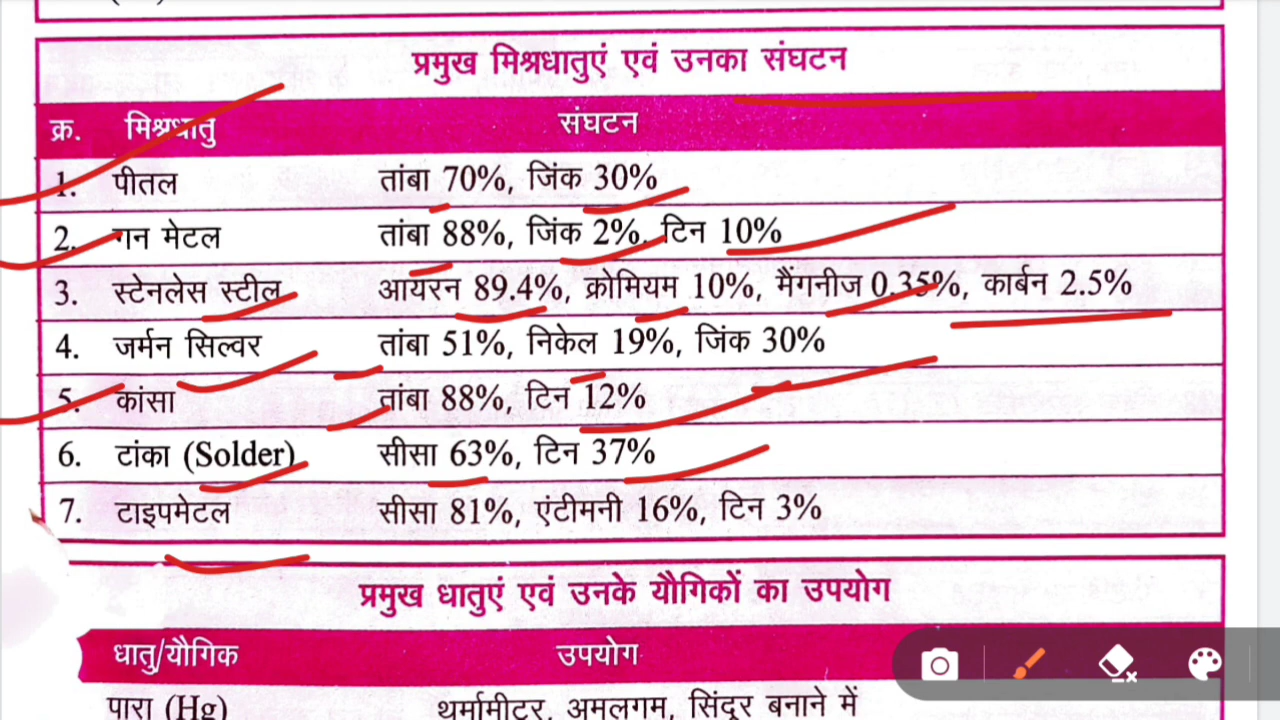 प्रमुख मिश्रधातुएं एवं उनका संघटन
क्र. मिश्रधातु संघटन
1. पीतल तांबा 70%, जिंक 30%
2. गन मेटल तांबा 88%, जिंक 2%, टिन 10%
3. स्टेनलेस स्टील आयरन 89.4%, क्रोमियम 10%, मैंगनीज 0.35%, कार्बन 2.5%
4. जर्मन सिल्वर तांबा 51%, निकेल 19%, जिंक 30%
5. कांसा तांबा 88%, टिन 12%
6. टांका (Solder) सीसा 63%, टिन 37%
7. टाइपमेटल सीसा 81%, एंटीमनी 16%, टिन 3%
प्रमुख धातुएं एवं उनके यौगिकों का उपयोग
धातु/यौगिक उपयोग
पारा (Hg) थर्मामीटर, अमलगम, सिंदूर बनाने में